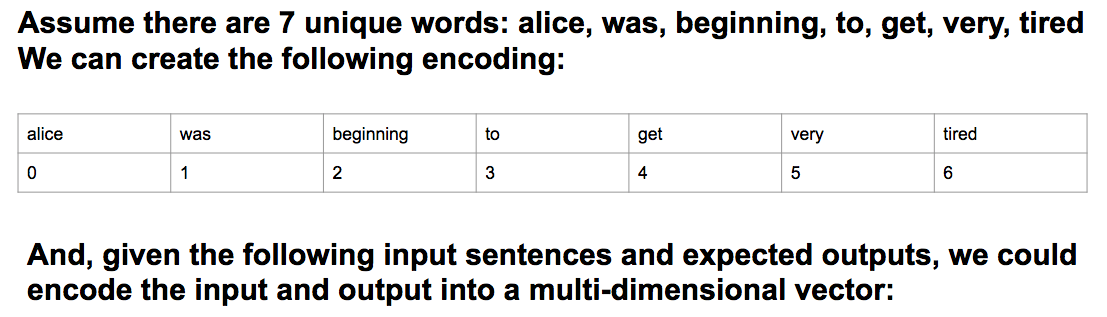 Assume there are 7 unique words: alice, was, beginning, to, get, very, tired
We can create the following encoding:
alice was beginning to get very tired
0 1 2 3 4 5 6
And, given the following input sentences and expected outputs, we could
encode the input and output into a multi-dimensional vector: